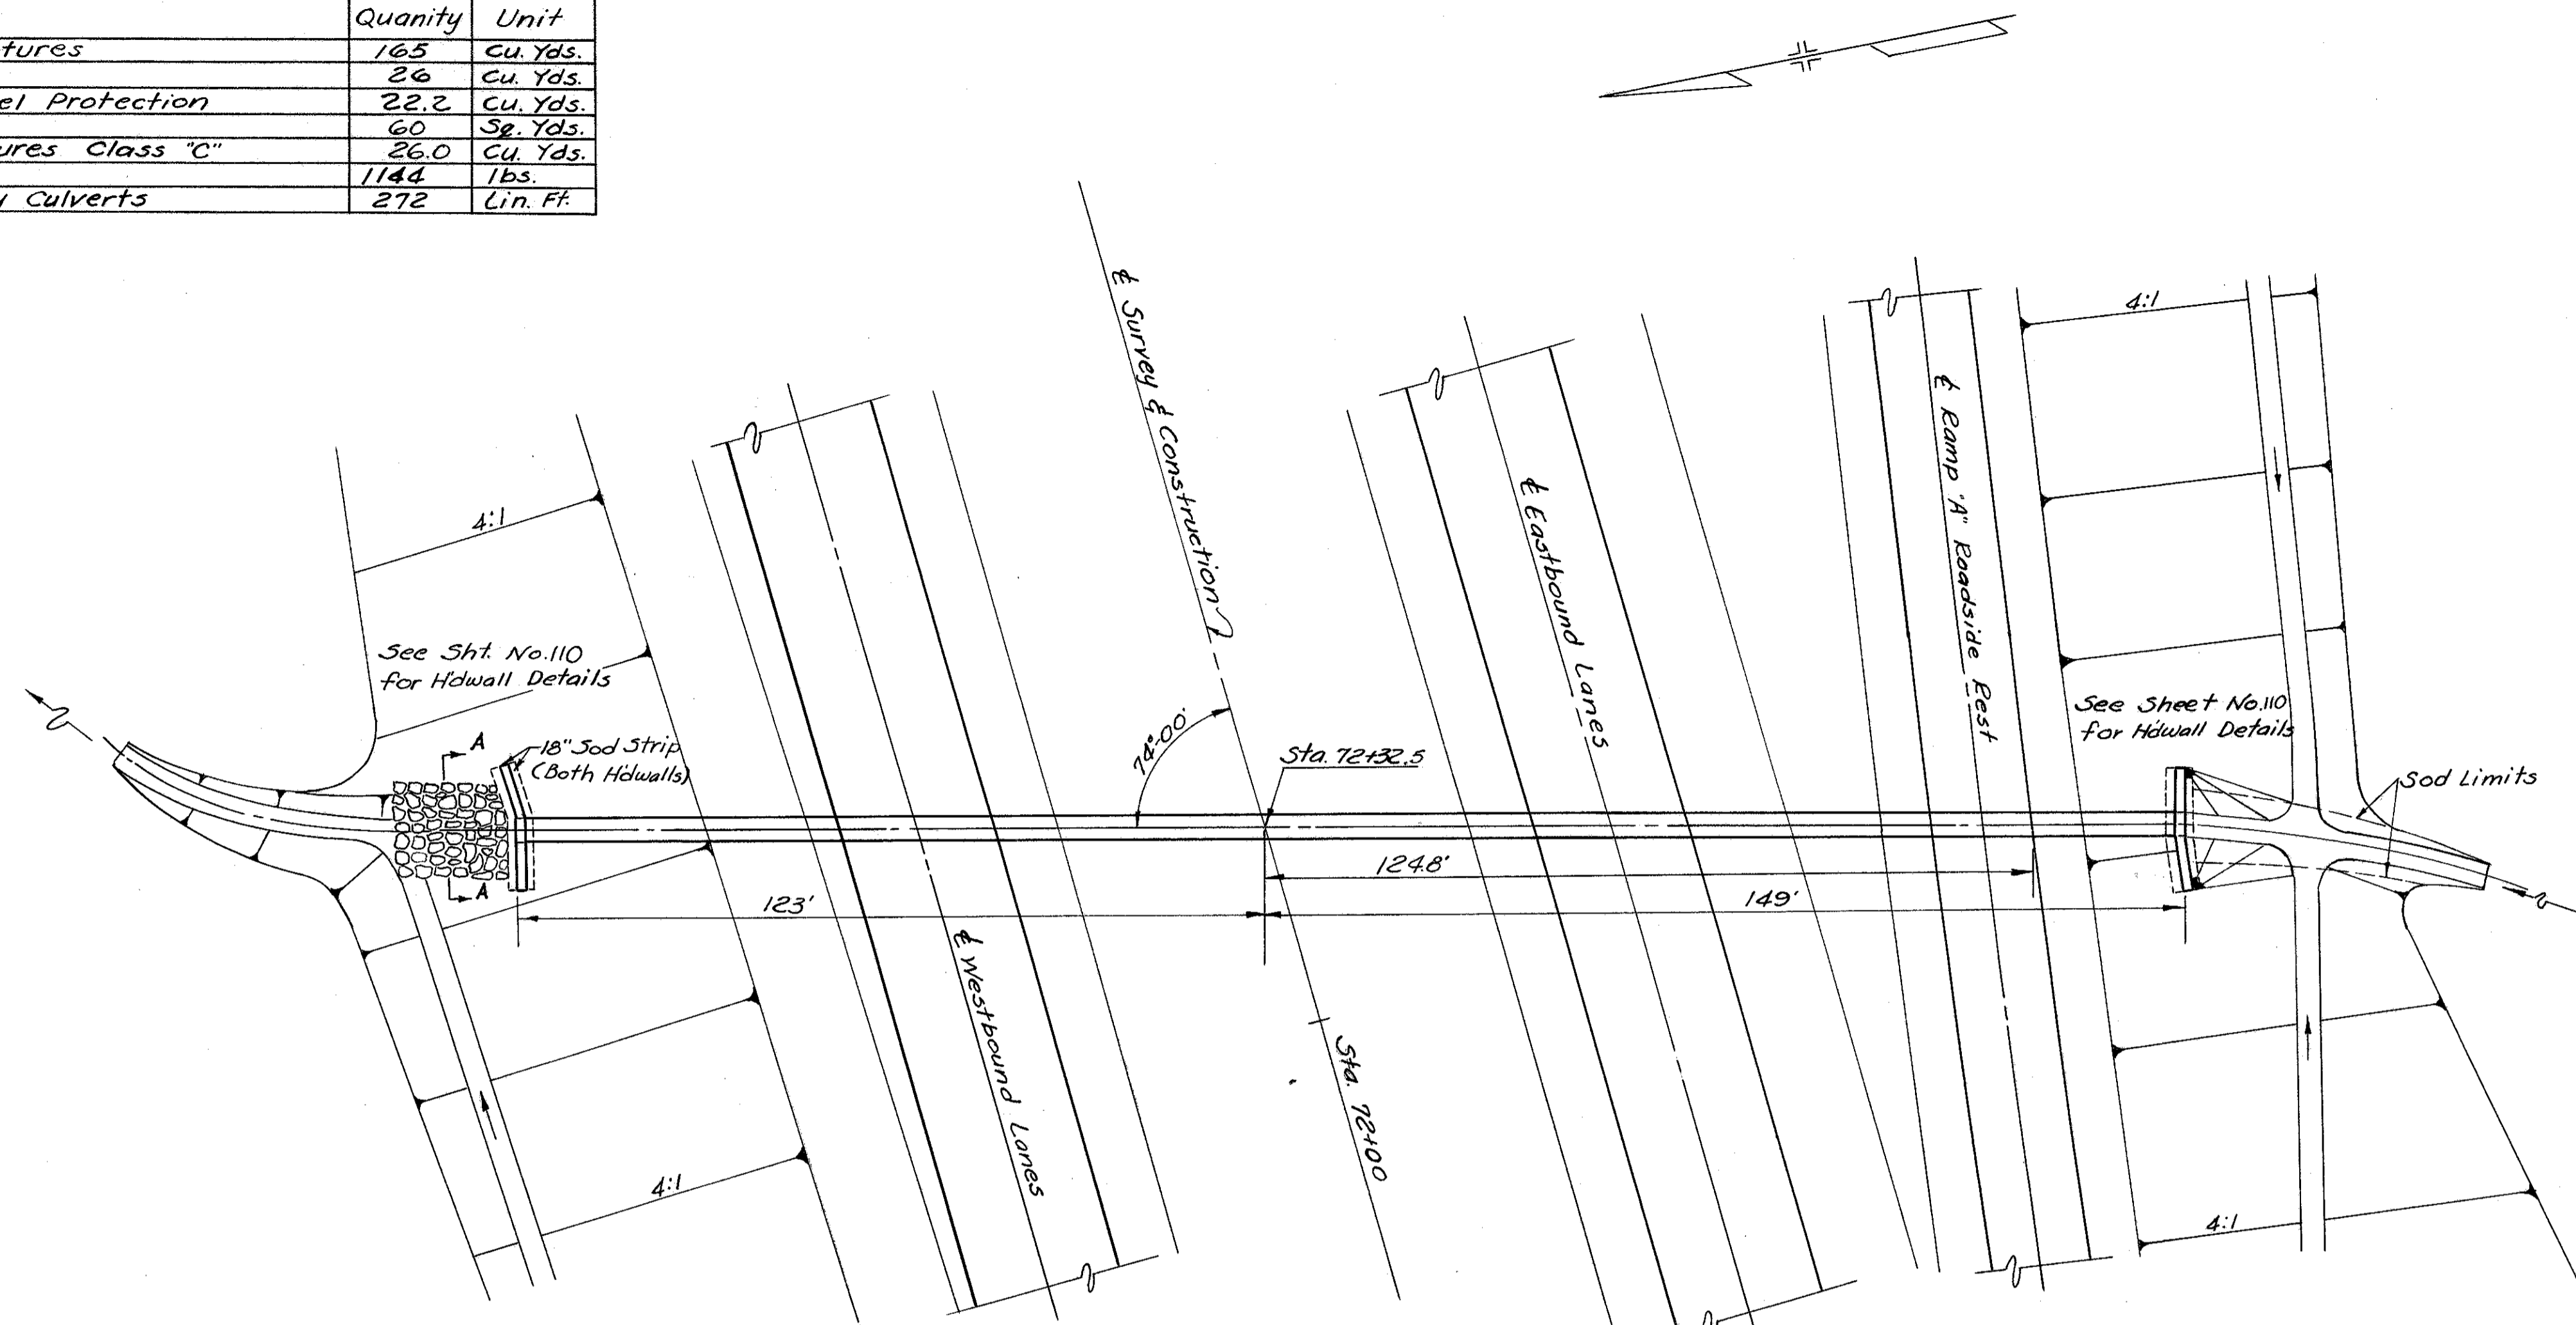 Quanity Unit
tures 165 Cu. Yds.
26 Cu. Yds.
el Protection 22.2 Cu. Yds.
60 Sq. Yds.
ures Class "C" 26.0 Cu. Yds.
1144 lbs.
y Culverts 272 Lin. Ft.
℄ Survey & Construction
4:1
4:1
℄ Ramp "A" Roadside Rest
℄ Eastbound Lanes
See Sht. No. 110
for H'dwall Details
See Sheet No. 110
for H'dwall Details
74°-00'
A
18" Sod Strip
(Both H'dwalls)
Sta. 72+32.5
Sod Limits
124.8'
A
123'
149'
℄ Westbound Lanes
Sta. 72+00
4:1
4:1